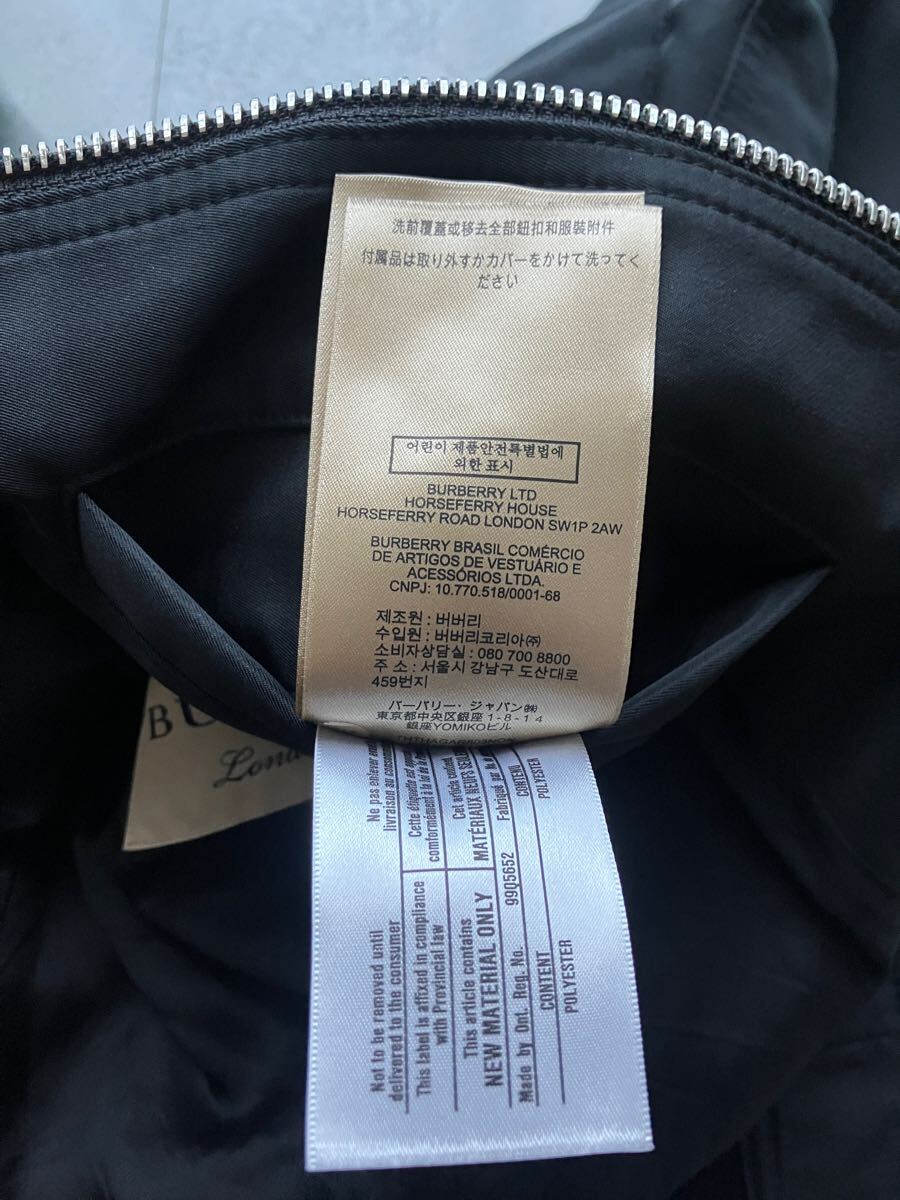 洗前覆蓋或移去全部鈕扣和服裝附件
付属品は取り外すかカバーをかけて洗ってく
ださい
어린이 제품안전특별법에
의한 표시
BURBERRY LTD
HORSEFERRY HOUSE
HORSEFERRY ROAD LONDON SW1P 2AW
BURBERRY BRASIL COMÉRCIO
DE ARTIGOS DE VESTUÁRIO E
ACESSÓRIOS LTDA.
CNPJ: 10.770.518/0001-68
제조원 : 버버리
수입원 : 버버리코리아㈜
소비자상담실 : 080 700 8800
주 소 : 서울시 강남구 도산대로
459번지
バーバリー・ジャパン㈱
東京都中央区銀座1-8-14
銀座YOMIKOビル
Not to be removed until
delivered to the consumer
This label is affixed in compliance
with Provincial law
This article contains
NEW MATERIAL ONLY
Made by Ont. Reg. No. 99Q5652
CONTENT
POLYESTER
Ne pas enlever avant
livraison au consommateur
Cette étiquette est
comformément à la loi de la
Cet article contient
MATÉRIAUX NEUFS
Fabriqué par
CONTENU
POLYESTER